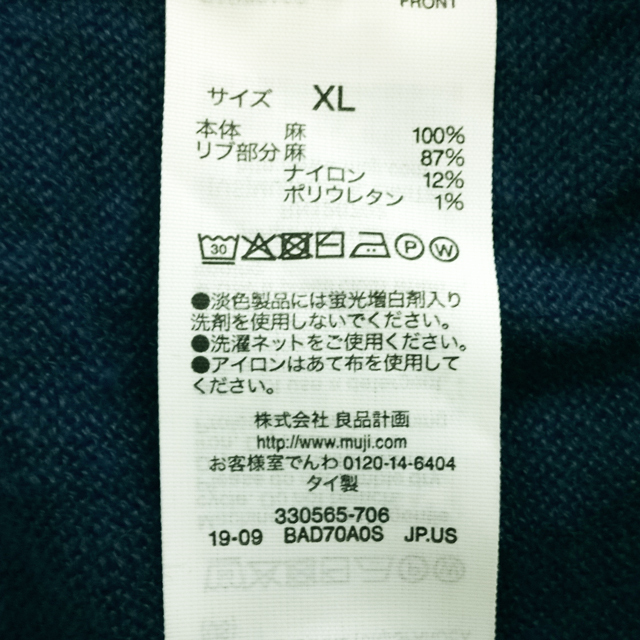 FRONT
サイズ XL
本体 麻 100%
リブ部分 麻 87%
ナイロン 12%
ポリウレタン 1%
30 P W
●淡色製品には蛍光増白剤入り
洗剤を使用しないでください。
●洗濯ネットをご使用ください。
●アイロンはあて布を使用して
ください。
株式会社 良品計画
http://www.muji.com
お客様室でんわ 0120-14-6404
タイ製
330565-706
19-09 BAD70A0S JP.US